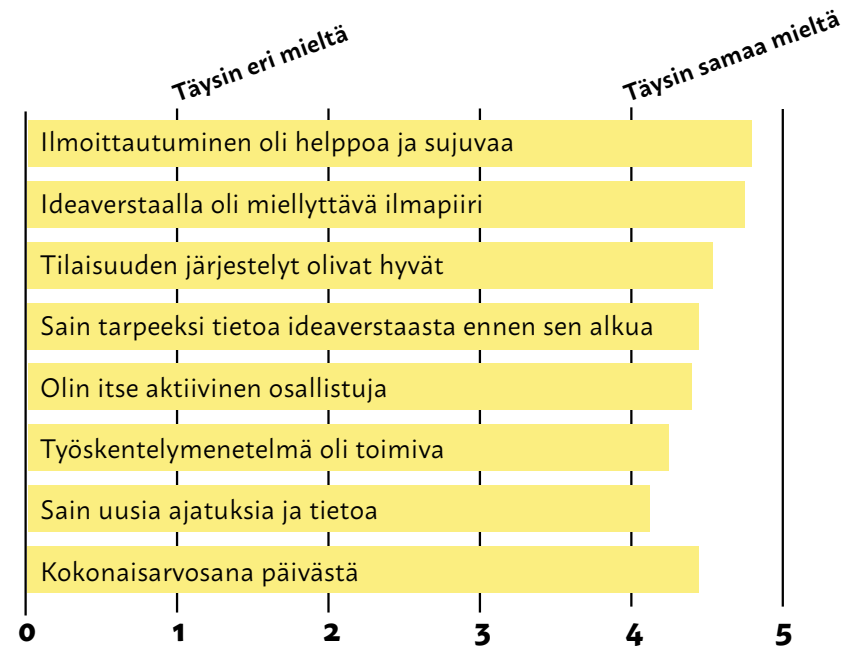 Täysin eri mieltä
Täysin samaa mieltä
Ilmoittautuminen oli helppoa ja sujuvaa
Ideaverstaalla oli miellyttävä ilmapiiri
Tilaisuuden järjestelyt olivat hyvät
Sain tarpeeksi tietoa ideaverstaasta ennen sen alkua
Olin itse aktiivinen osallistuja
Työskentelymenetelmä oli toimiva
Sain uusia ajatuksia ja tietoa
Kokonaisarvosana päivästä
0 1 2 3 4 5